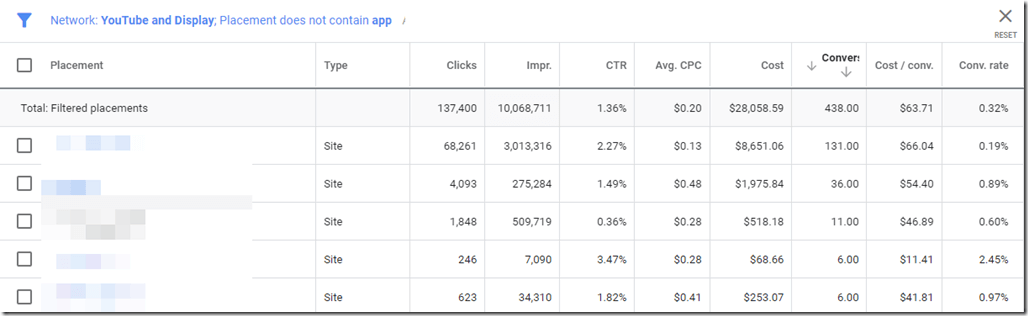 Network: YouTube and Display; Placement does not contain app
RESET
Placement Type Clicks Impr. CTR Avg. CPC Cost Convers Cost / conv. Conv. rate
Total: Filtered placements 137,400 10,068,711 1.36% $0.20 $28,058.59 438.00 $63.71 0.32%
Site 68,261 3,013,316 2.27% $0.13 $8,651.06 131.00 $66.04 0.19%
Site 4,093 275,284 1.49% $0.48 $1,975.84 36.00 $54.40 0.89%
Site 1,848 509,719 0.36% $0.28 $518.18 11.00 $46.89 0.60%
Site 246 7,090 3.47% $0.28 $68.66 6.00 $11.41 2.45%
Site 623 34,310 1.82% $0.41 $253.07 6.00 $41.81 0.97%